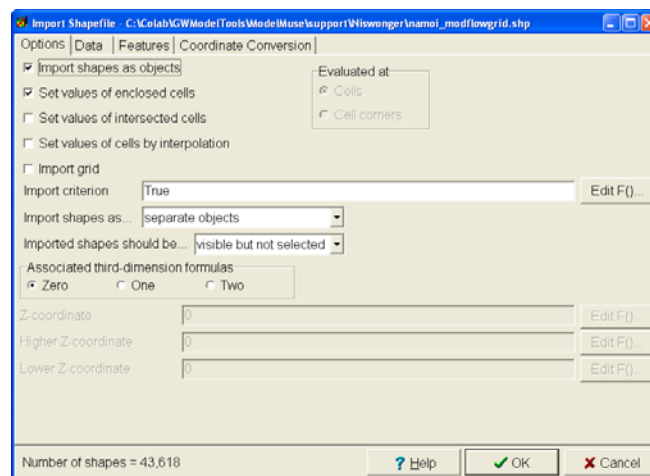 Import Shapefile - C:\Colab\GWModelTools\ModelMuse\support\Niswonger\namoi_modflowgrid.shp
Options Data Features Coordinate Conversion
Import shapes as objects
Evaluated at
Set values of enclosed cells
Cells
Set values of intersected cells
Cell corners
Set values of cells by interpolation
Import grid
Import criterion True Edit F()...
Import shapes as... separate objects
Imported shapes should be... visible but not selected
Associated third-dimension formulas
Zero One Two
Z-coordinate 0 Edit F()...
Higher Z-coordinate 0 Edit F()...
Lower Z-coordinate 0 Edit F()...
Number of shapes = 43,618 ? Help OK Cancel